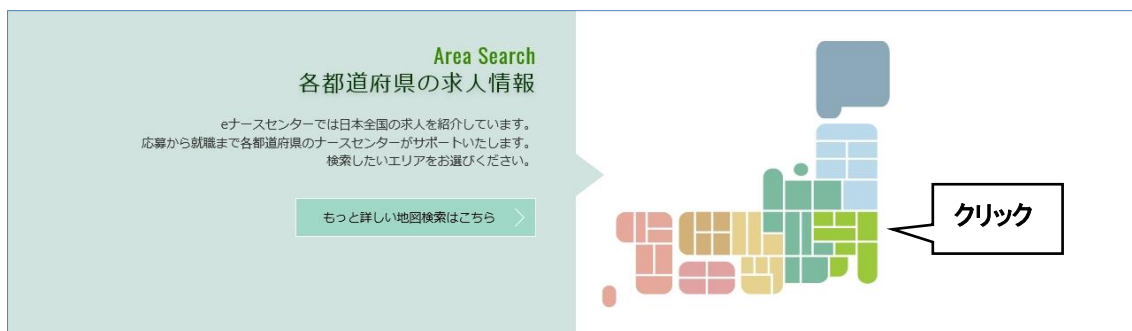 Area Search
各都道府県の求人情報
eナースセンターでは日本全国の求人を紹介しています。
応募から就職まで各都道府県のナースセンターがサポートいたします。
検索したいエリアをお選びください。
もっと詳しい地図検索はこちら
クリック